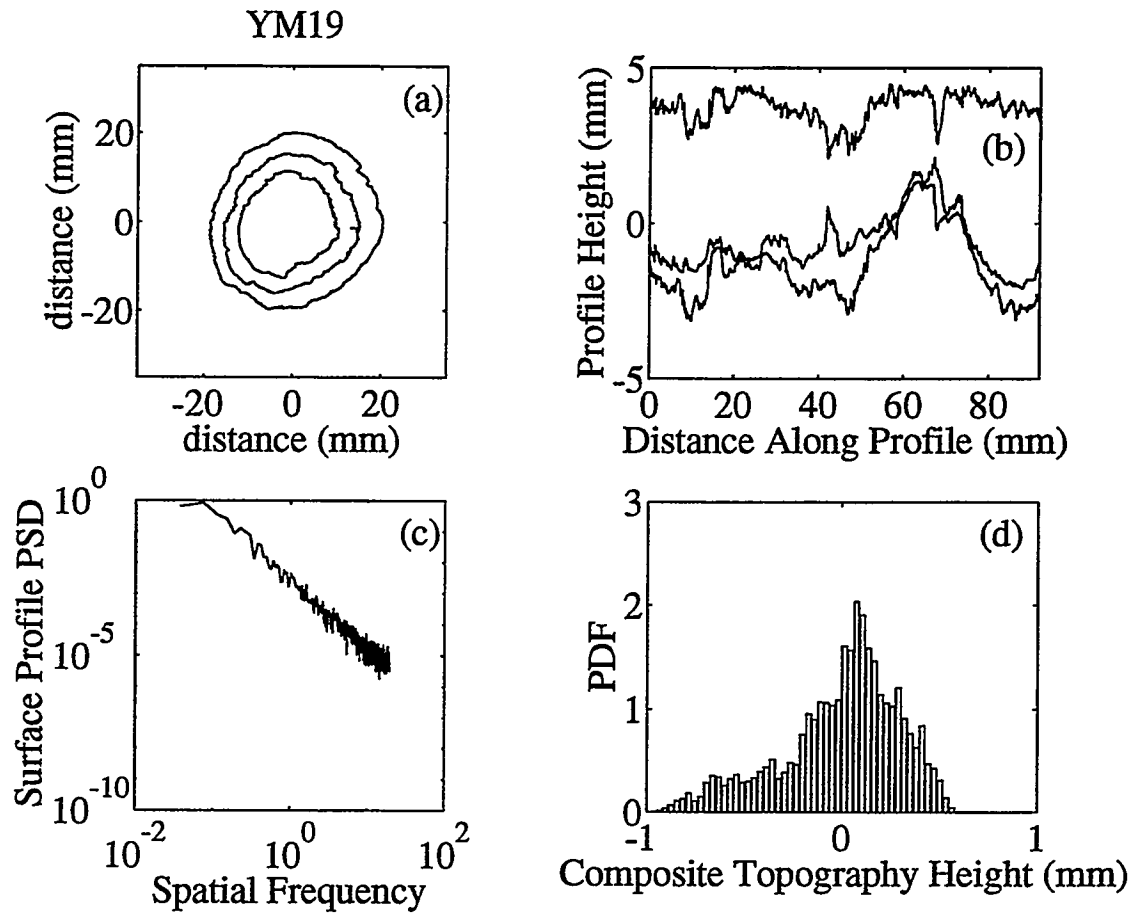 YM19
(a)
distance (mm)
20
0
-20
-20 0 20
distance (mm)
(b)
Profile Height (mm)
5
0
-5
0 20 40 60 80
Distance Along Profile (mm)
(c)
Surface Profile PSD
10^0
10^-5
10^-10
10^-2 10^0 10^2
Spatial Frequency
(d)
PDF
3
2
1
0
-1 0 1
Composite Topography Height (mm)